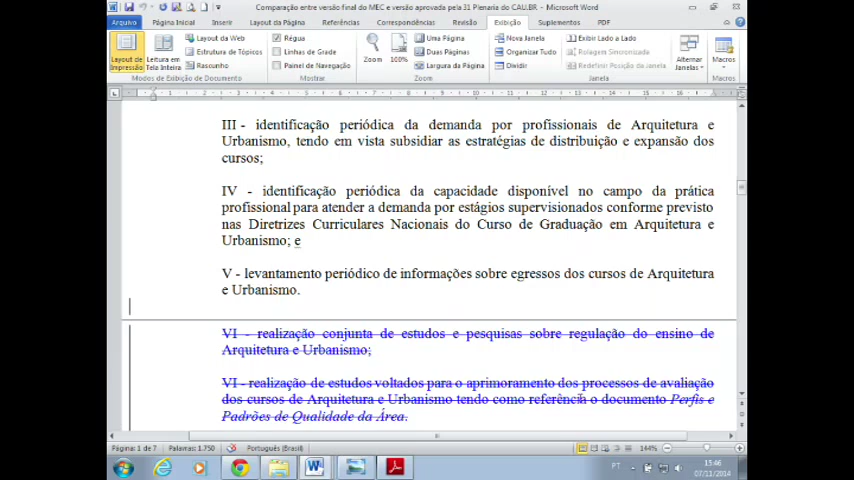 Comparação entre versão final do MEC e versão aprovada pela 31 Plenaria do CAU.BR - Microsoft Word
Arquivo Página Inicial Inserir Layout da Página Referências Correspondências Revisão Exibição Suplementos PDF
Layout de Impressão
Leitura em Tela Inteira
Layout da Web
Estrutura de Tópicos
Rascunho
Modos de Exibição de Documento
Régua
Linhas de Grade
Painel de Navegação
Mostrar
Zoom
100%
Uma Página
Duas Páginas
Largura da Página
Zoom
Nova Janela
Organizar Tudo
Dividir
Exibir Lado a Lado
Rolagem Sincronizada
Redefinir Posição da Janela
Janela
Alternar Janelas
Macros
Macros
III - identificação periódica da demanda por profissionais de Arquitetura e
Urbanismo, tendo em vista subsidiar as estratégias de distribuição e expansão dos
cursos;
IV - identificação periódica da capacidade disponível no campo da prática
profissional para atender a demanda por estágios supervisionados conforme previsto
nas Diretrizes Curriculares Nacionais do Curso de Graduação em Arquitetura e
Urbanismo; e
V - levantamento periódico de informações sobre egressos dos cursos de Arquitetura
e Urbanismo.
VI - realização conjunta de estudos e pesquisas sobre regulação do ensino de
Arquitetura e Urbanismo;
VI - realização de estudos voltados para o aprimoramento dos processos de avaliação
dos cursos de Arquitetura e Urbanismo tendo como referência o documento Perfis e
Padrões de Qualidade da Área.
Página: 1 de 7 Palavras: 1.750 Português (Brasil) 144%
PT 15:46
07/11/2014